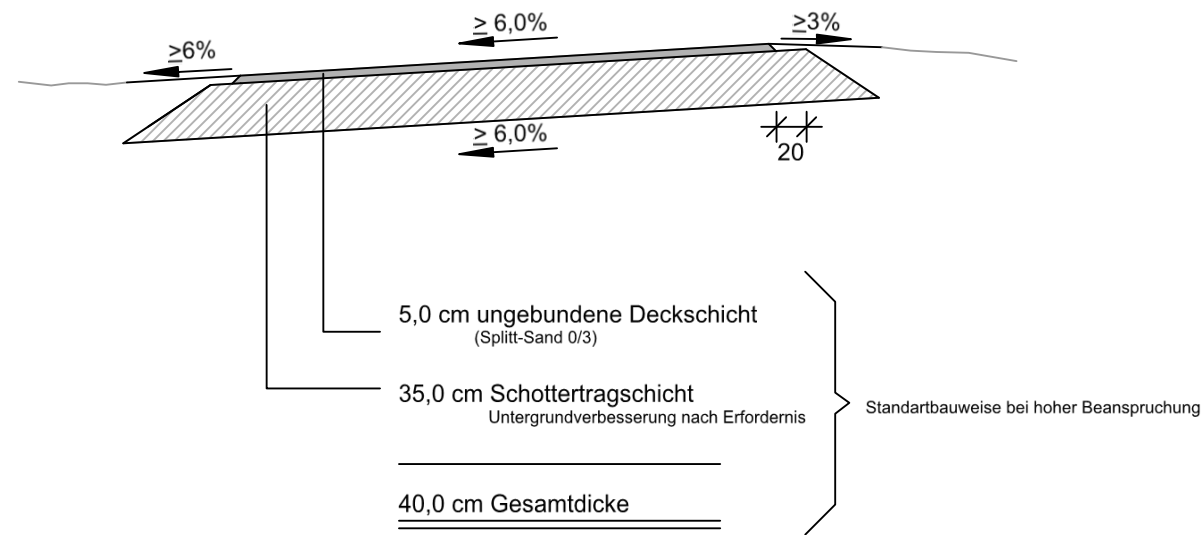 ≥ 6,0%
≥3%
≥6%
≥ 6,0%
20
5,0 cm ungebundene Deckschicht
(Splitt-Sand 0/3)
35,0 cm Schottertragschicht
Untergrundverbesserung nach Erfordernis
Standartbauweise bei hoher Beanspruchung
40,0 cm Gesamtdicke